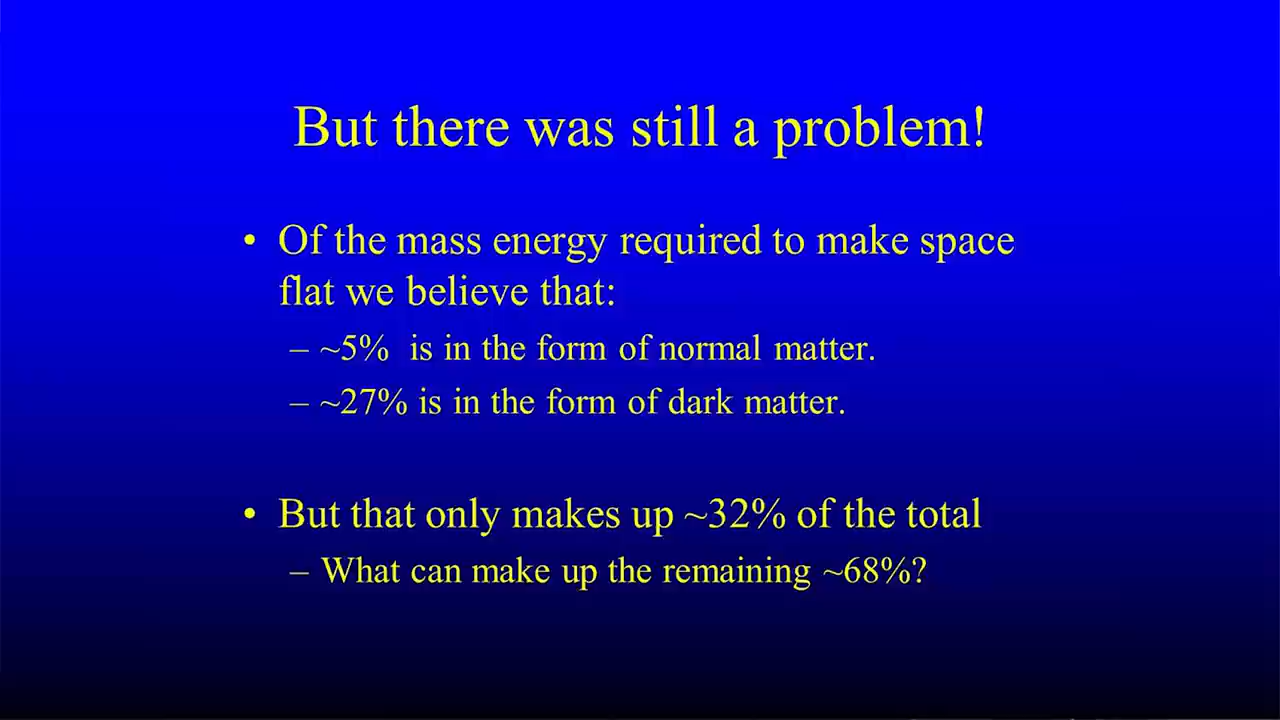 But there was still a problem!
• Of the mass energy required to make space
flat we believe that:
– ~5%  is in the form of normal matter.
– ~27% is in the form of dark matter.
• But that only makes up ~32% of the total
– What can make up the remaining ~68%?